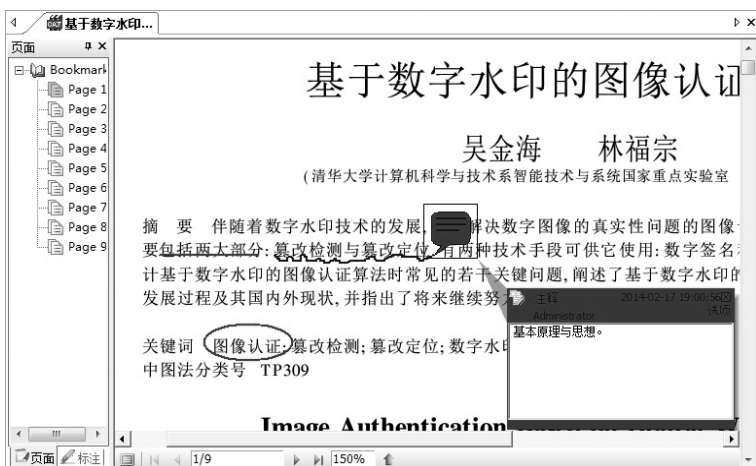 基于数字水印...
页面
Bookmark
Page 1
Page 2
Page 3
Page 4
Page 5
Page 6
Page 7
Page 8
Page 9
页面 标注
基于数字水印的图像认证
吴金海 林福宗
(清华大学计算机科学与技术系智能技术与系统国家重点实验室
摘 要 伴随着数字水印技术的发展, 解决数字图像的真实性问题的图像
要包括两大部分: 篡改检测与篡改定位, 有两种技术手段可供它使用: 数字签名
计基于数字水印的图像认证算法时常见的若干关键问题, 阐述了基于数字水印的
发展过程及其国内外现状, 并指出了将来继续努
注释 2014-02-17 19:00:56
Administrator 选项
基本原理与思想。
关键词 图像认证; 篡改检测; 篡改定位; 数字水印
中图法分类号 TP309
Image Authentication
1/9
150%